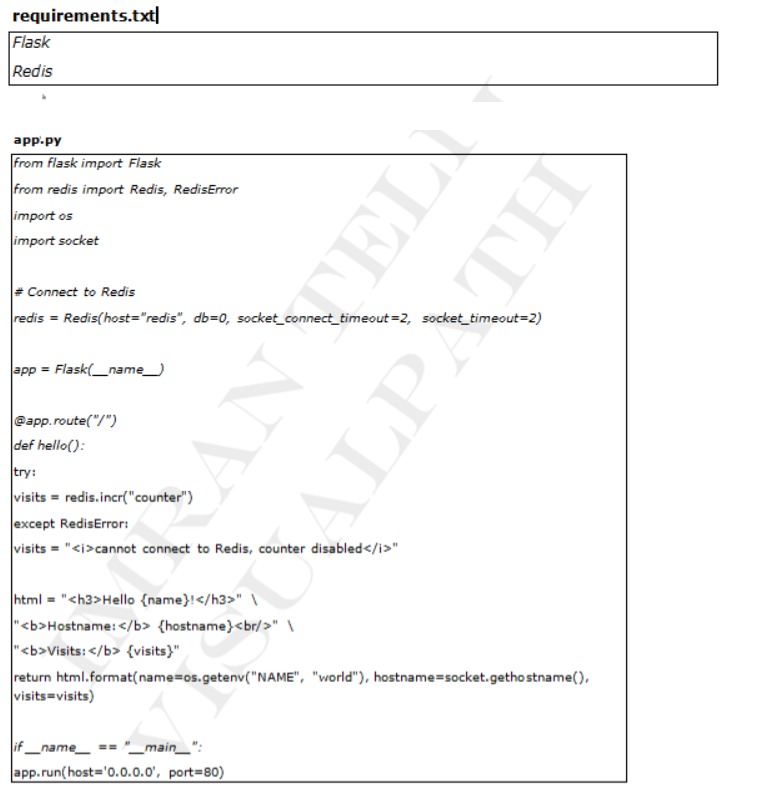 requirements.txt
Flask
Redis
app.py
from flask import Flask
from redis import Redis, RedisError
import os
import socket
# Connect to Redis
redis = Redis(host="redis", db=0, socket_connect_timeout=2, socket_timeout=2)
app = Flask(__name__)
@app.route("/")
def hello():
try:
visits = redis.incr("counter")
except RedisError:
visits = "<i>cannot connect to Redis, counter disabled</i>"
html = "<h3>Hello {name}!</h3>" \
"<b>Hostname:</b> {hostname}<br/>" \
"<b>Visits:</b> {visits}"
return html.format(name=os.getenv("NAME", "world"), hostname=socket.gethostname(),
visits=visits)
if __name__ == "__main__":
app.run(host='0.0.0.0', port=80)
IMRAN TELI
VISUALPATH